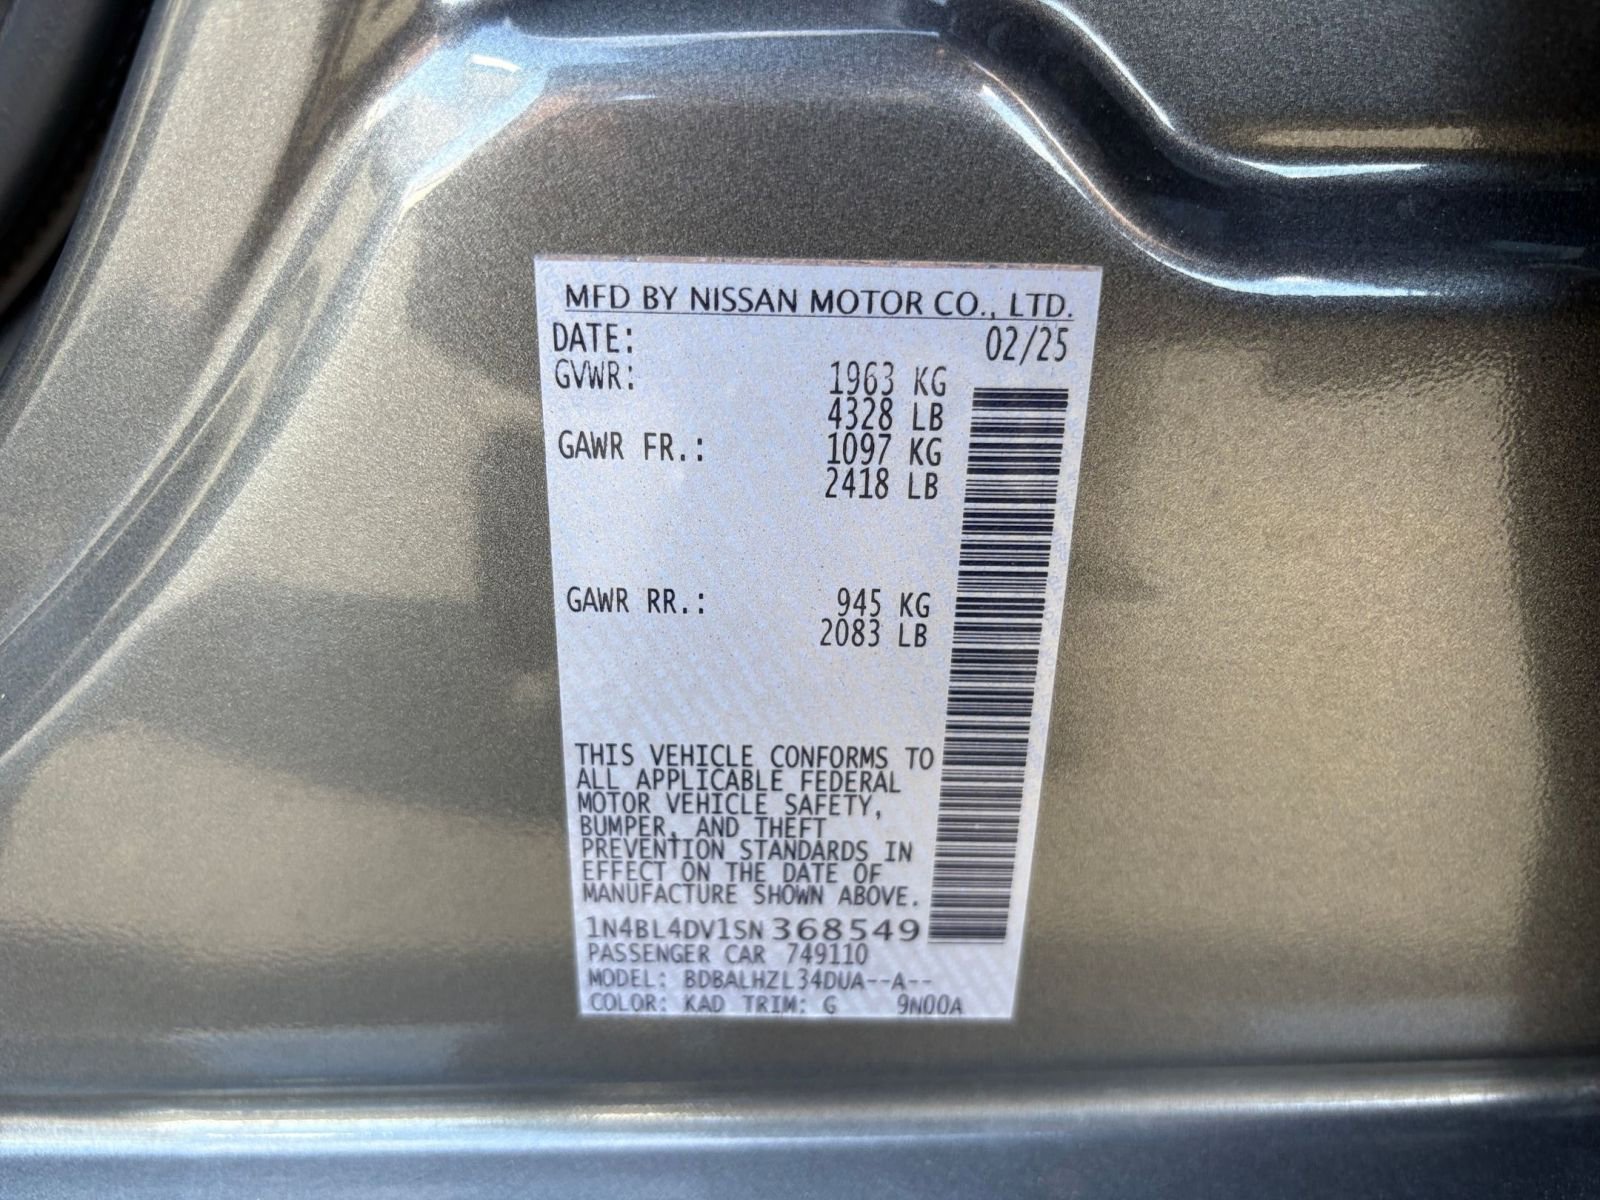 MFD BY NISSAN MOTOR CO., LTD.
DATE: 02/25
GVWR: 1963 KG
4328 LB
GAWR FR.: 1097 KG
2418 LB
GAWR RR.: 945 KG
2083 LB
THIS VEHICLE CONFORMS TO
ALL APPLICABLE FEDERAL
MOTOR VEHICLE SAFETY,
BUMPER, AND THEFT
PREVENTION STANDARDS IN
EFFECT ON THE DATE OF
MANUFACTURE SHOWN ABOVE.
1N4BL4DV1SN368549
PASSENGER CAR 749110
MODEL: BDBALHZL34DUA--A--
COLOR: KAD TRIM: G 9N00A